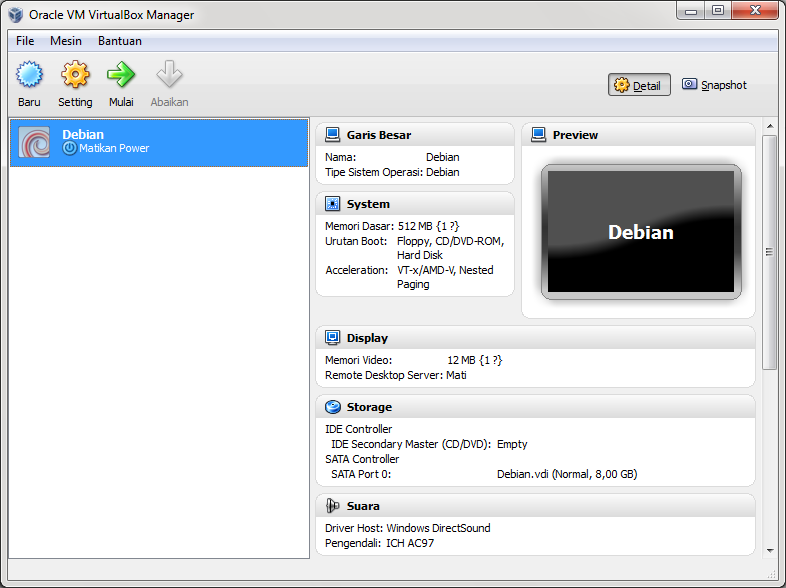 Oracle VM VirtualBox Manager
File Mesin Bantuan
Baru Setting Mulai Abaikan
Detail Snapshot
Debian
Matikan Power
Garis Besar
Nama: Debian
Tipe Sistem Operasi: Debian
System
Memori Dasar: 512 MB {1 ?}
Urutan Boot: Floppy, CD/DVD-ROM,
Hard Disk
Acceleration: VT-x/AMD-V, Nested
Paging
Preview
Debian
Display
Memori Video: 12 MB {1 ?}
Remote Desktop Server: Mati
Storage
IDE Controller
IDE Secondary Master (CD/DVD): Empty
SATA Controller
SATA Port 0: Debian.vdi (Normal, 8,00 GB)
Suara
Driver Host: Windows DirectSound
Pengendali: ICH AC97